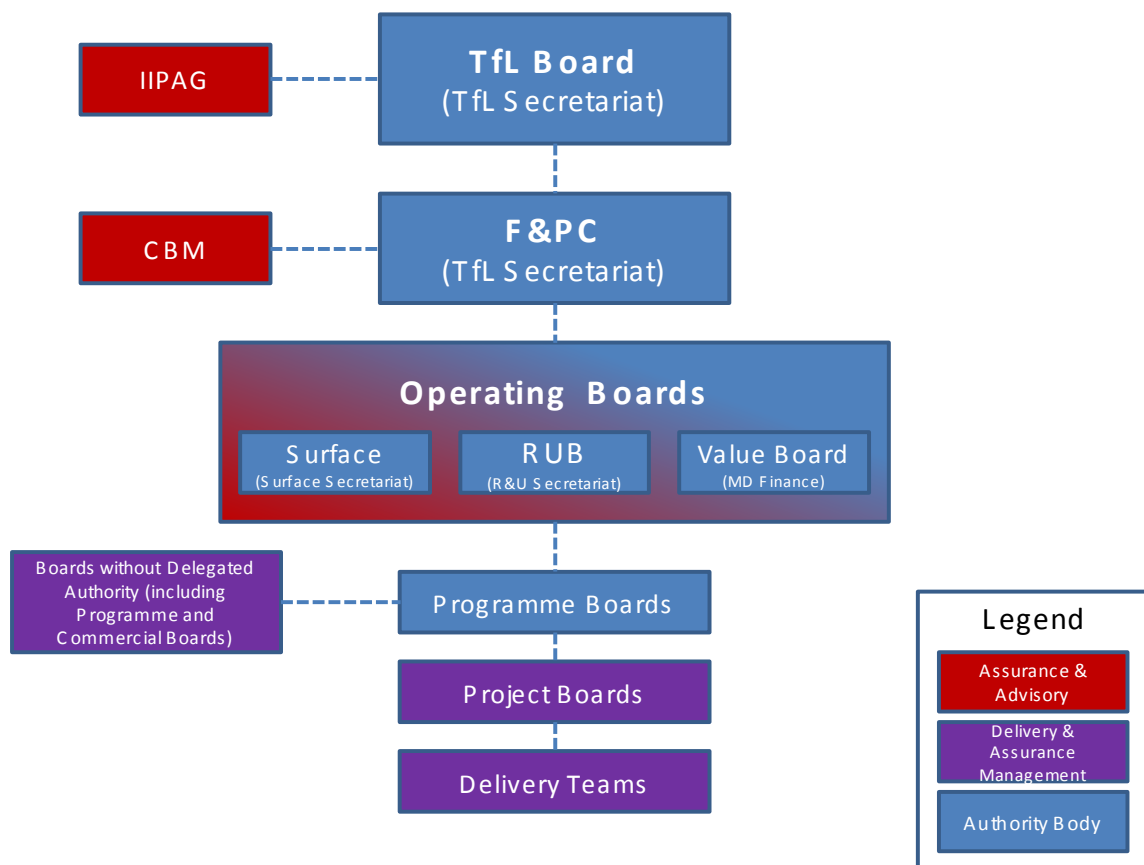 TfL Board
(TfL Secretariat)
IIPAG
F&PC
(TfL Secretariat)
CBM
Operating Boards
Surface
(Surface Secretariat)
RUB
(R&U Secretariat)
Value Board
(MD Finance)
Boards without Delegated
Authority (including
Programme and
Commercial Boards)
Programme Boards
Project Boards
Delivery Teams
Legend
Assurance &
Advisory
Delivery &
Assurance
Management
Authority Body